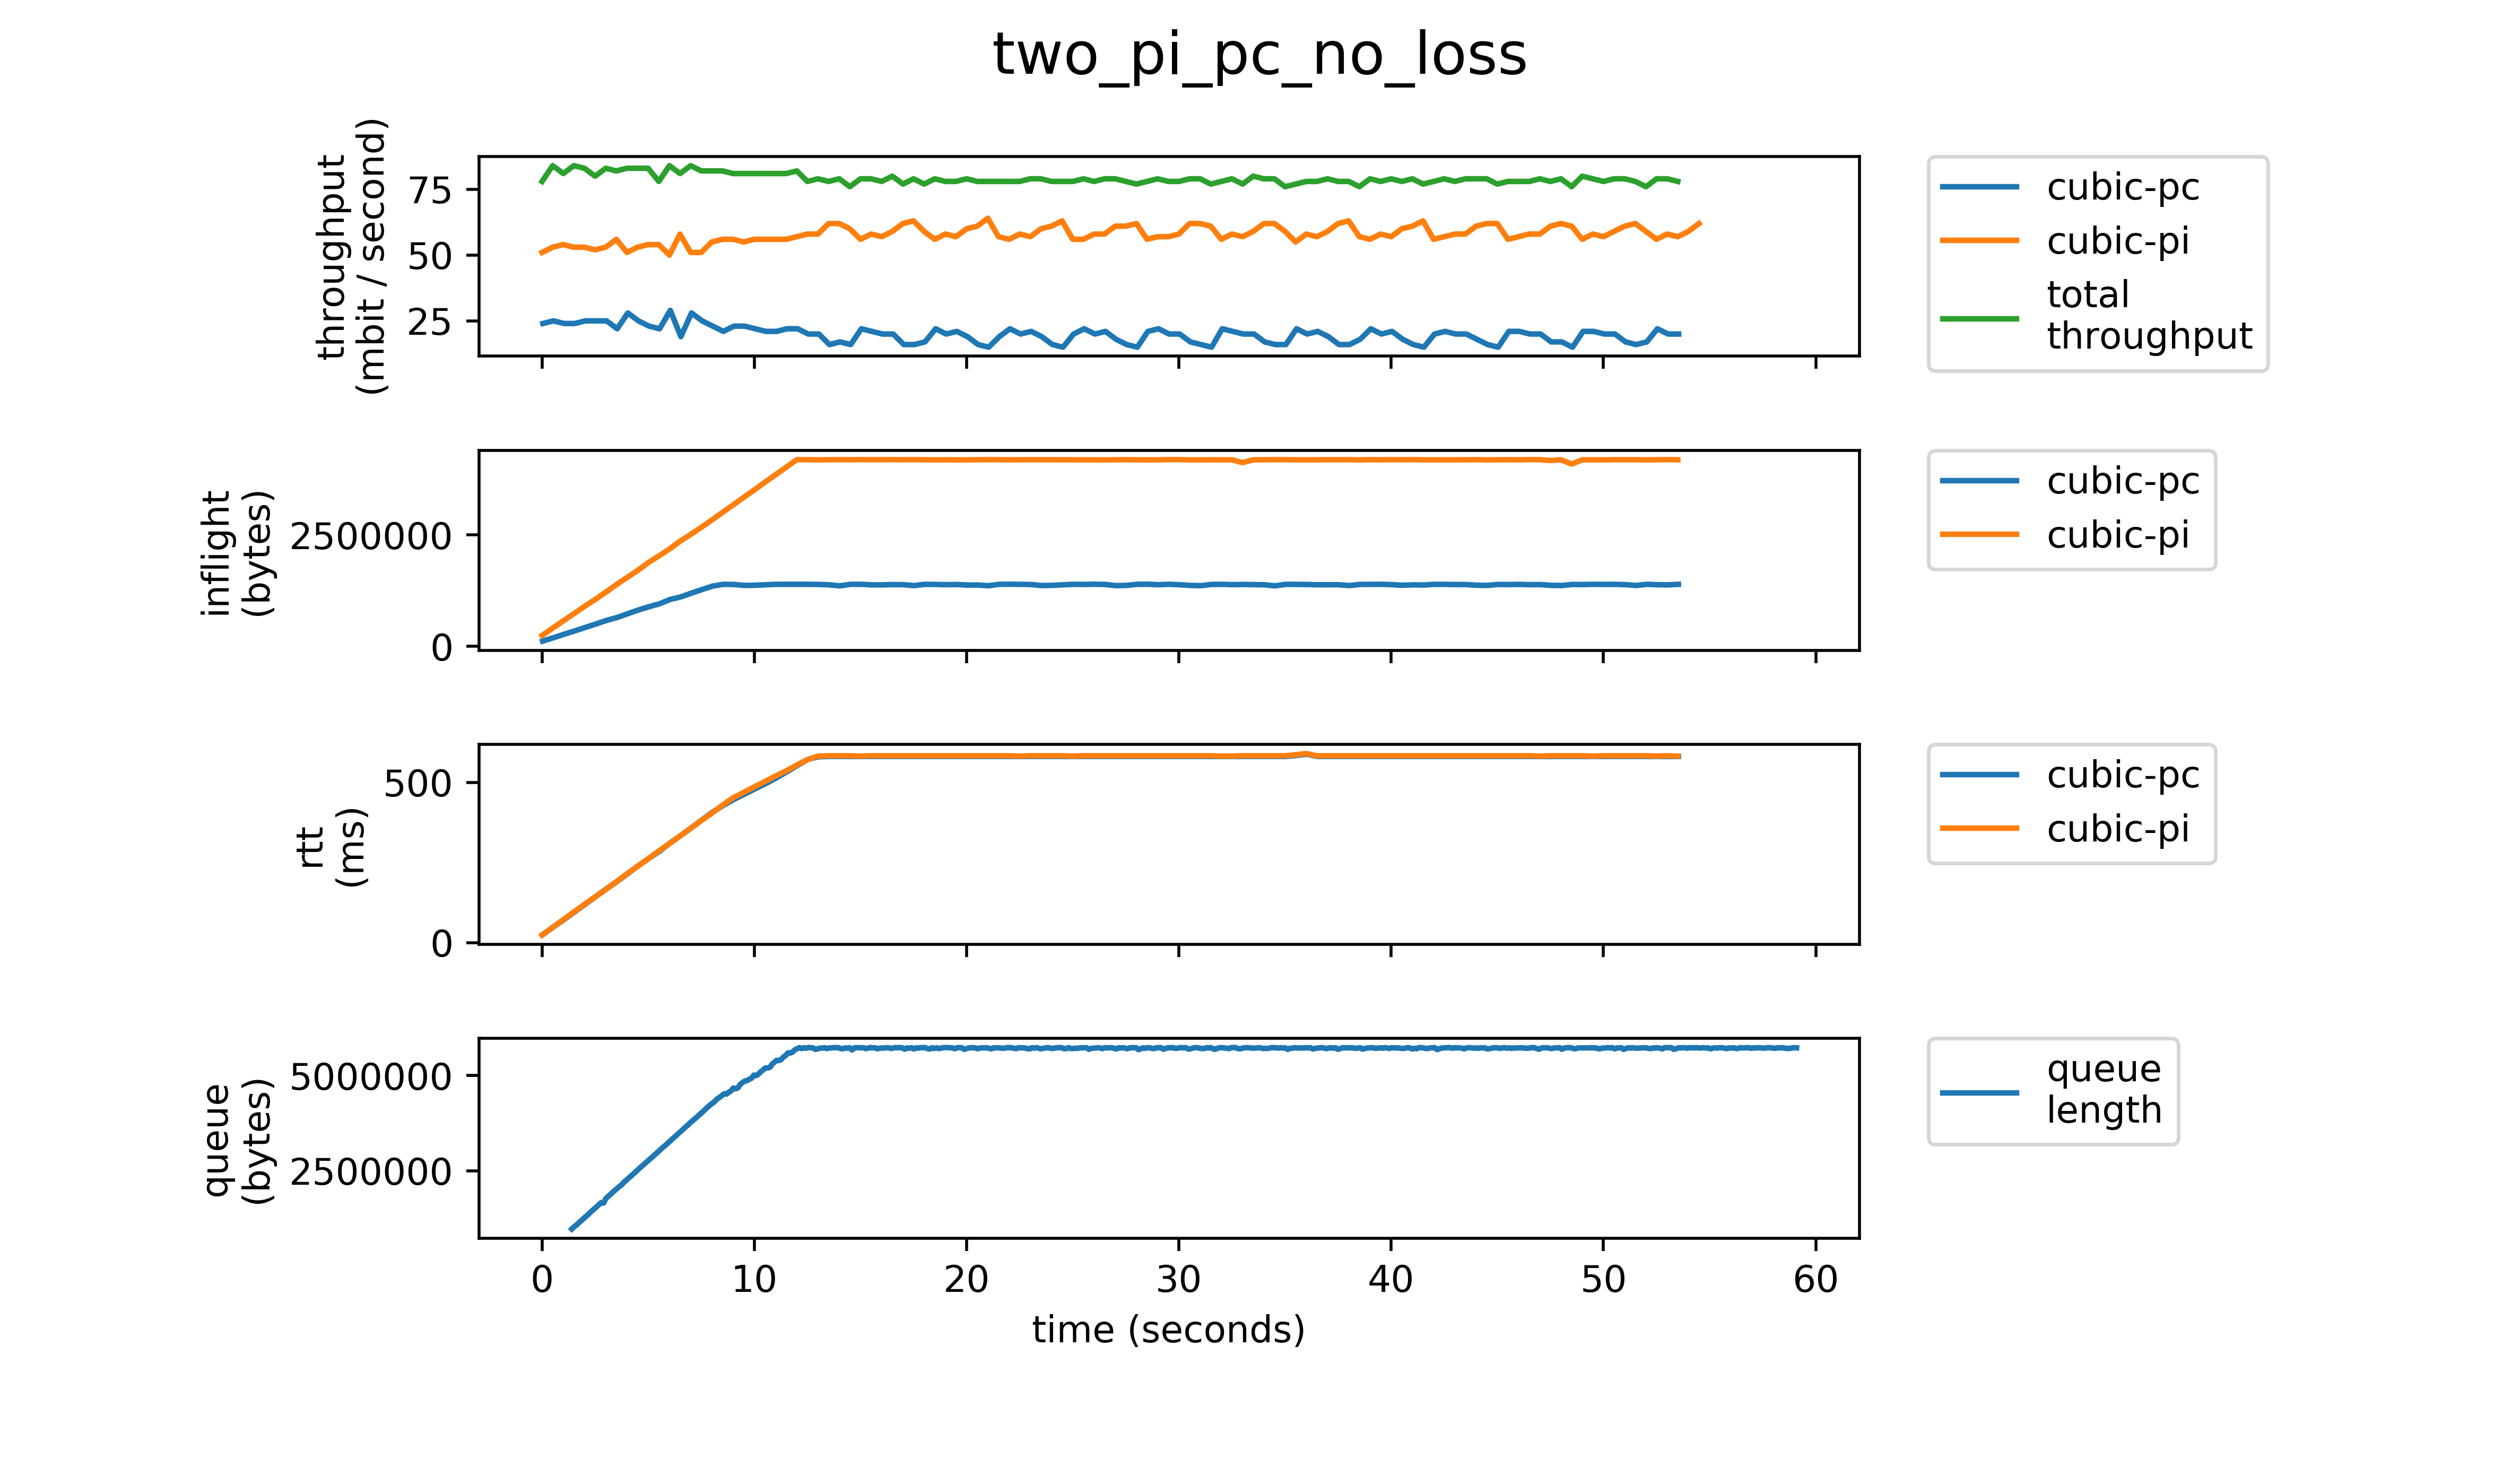 two_pi_pc_no_loss
throughput
(mbit / second)
75
50
25
cubic-pc
cubic-pi
total
throughput
inflight
(bytes)
2500000
0
cubic-pc
cubic-pi
rtt
(ms)
500
0
cubic-pc
cubic-pi
queue
(bytes)
5000000
2500000
queue
length
0 10 20 30 40 50 60
time (seconds)